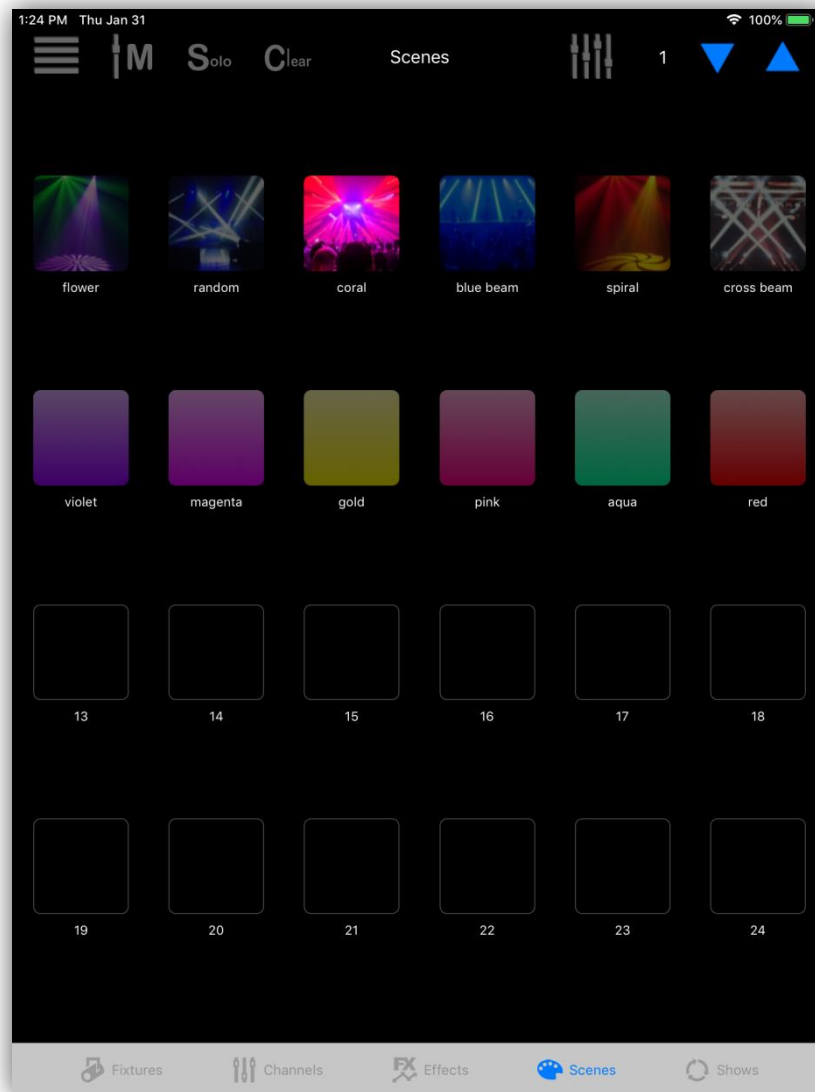 1:24 PM Thu Jan 31 100%
M Solo Clear Scenes 1
flower random coral blue beam spiral cross beam
violet magenta gold pink aqua red
13 14 15 16 17 18
19 20 21 22 23 24
Fixtures Channels FX Effects Scenes Shows